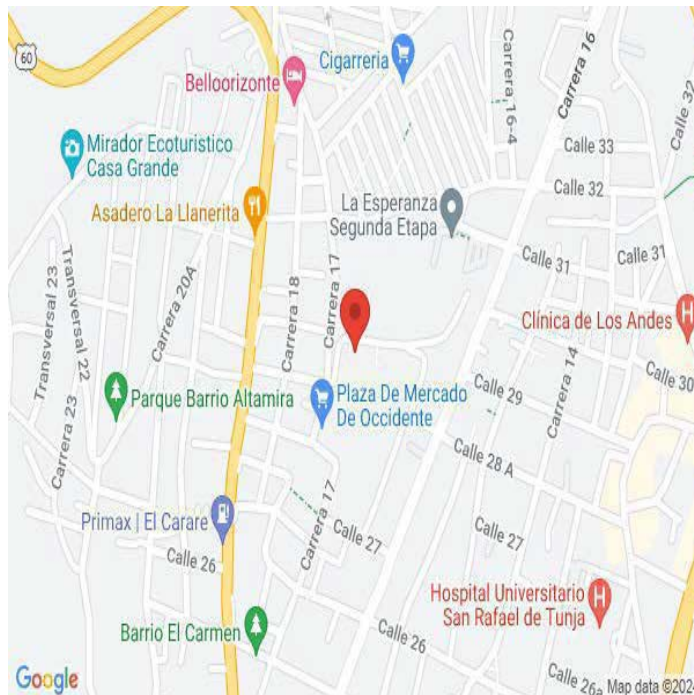 60
Belloorizonte
Cigarreria
Carrera 16-4
Carrera 16
Carrera 32
Calle 33
Mirador Ecoturistico
Casa Grande
Calle 32
La Esperanza
Segunda Etapa
Asadero La Llanerita
Calle 31
Calle 31
Transversal 23
Transversal 22
Carrera 20A
Carrera 18
Carrera 17
Clínica de Los Andes
Carrera 23
Parque Barrio Altamira
Plaza De Mercado
De Occidente
Calle 29
Carrera 14
Calle 30
Calle 28 A
Primax | El Carare
Carrera 17
Calle 27
Calle 27
Calle 26
Hospital Universitario
San Rafael de Tunja
Barrio El Carmen
Calle 26
Calle 26a
Google
Map data ©202